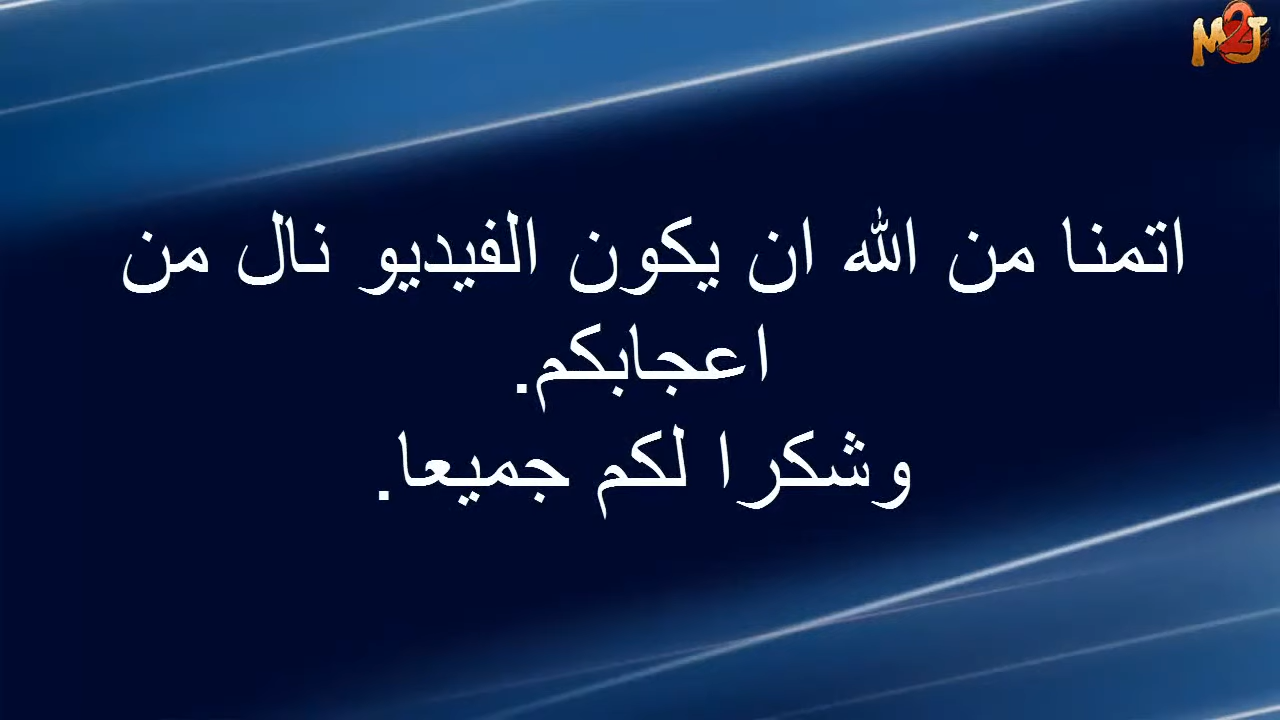 M2J
اتمنا من الله ان يكون الفيديو نال من
اعجابكم.
وشكرا لكم جميعا.